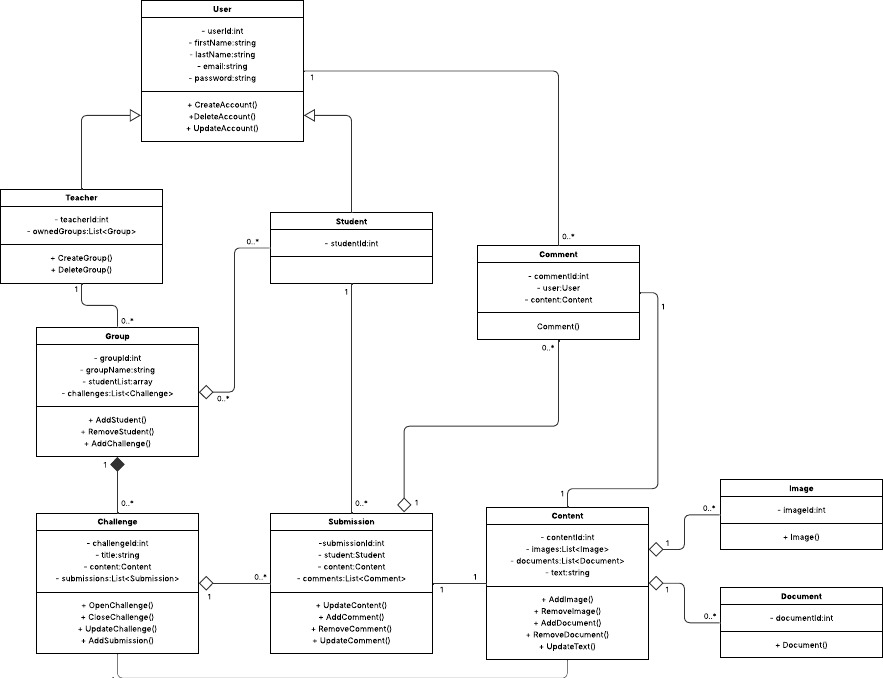 User
- userId:int
- firstName:string
- lastName:string
- email:string
- password:string
+ CreateAccount()
+DeleteAccount()
+ UpdateAccount()
1
Teacher
- teacherId:int
- ownedGroups:List<Group>
+ CreateGroup()
+ DeleteGroup()
1
0..*
Student
- studentId:int
0..*
1
0..*
Comment
- commentId:int
- user:User
- content:Content
Comment()
0..*
1
Group
- groupId:int
- groupName:string
- studentList:array
- challenges:List<Challenge>
+ AddStudent()
+ RemoveStudent()
+ AddChallenge()
0..*
1
0..*
Challenge
- challengeId:int
- title:string
- content:Content
- submissions:List<Submission>
+ OpenChallenge()
+ CloseChallenge()
+ UpdateChallenge()
+ AddSubmission()
1
0..*
0..*
1
Submission
-submissionId:int
- student:Student
- content:Content
- comments:List<Comment>
+ UpdateContent()
+ AddComment()
+ RemoveComment()
+ UpdateComment()
1
1
1
Content
- contentId:int
- images:List<Image>
- documents:List<Document>
- text:string
+ AddImage()
+ RemoveImage()
+ AddDocument()
+ RemoveDocument()
+ UpdateText()
1
0..*
1
0..*
Image
- imageId:int
+ Image()
Document
- documentId:int
+ Document()